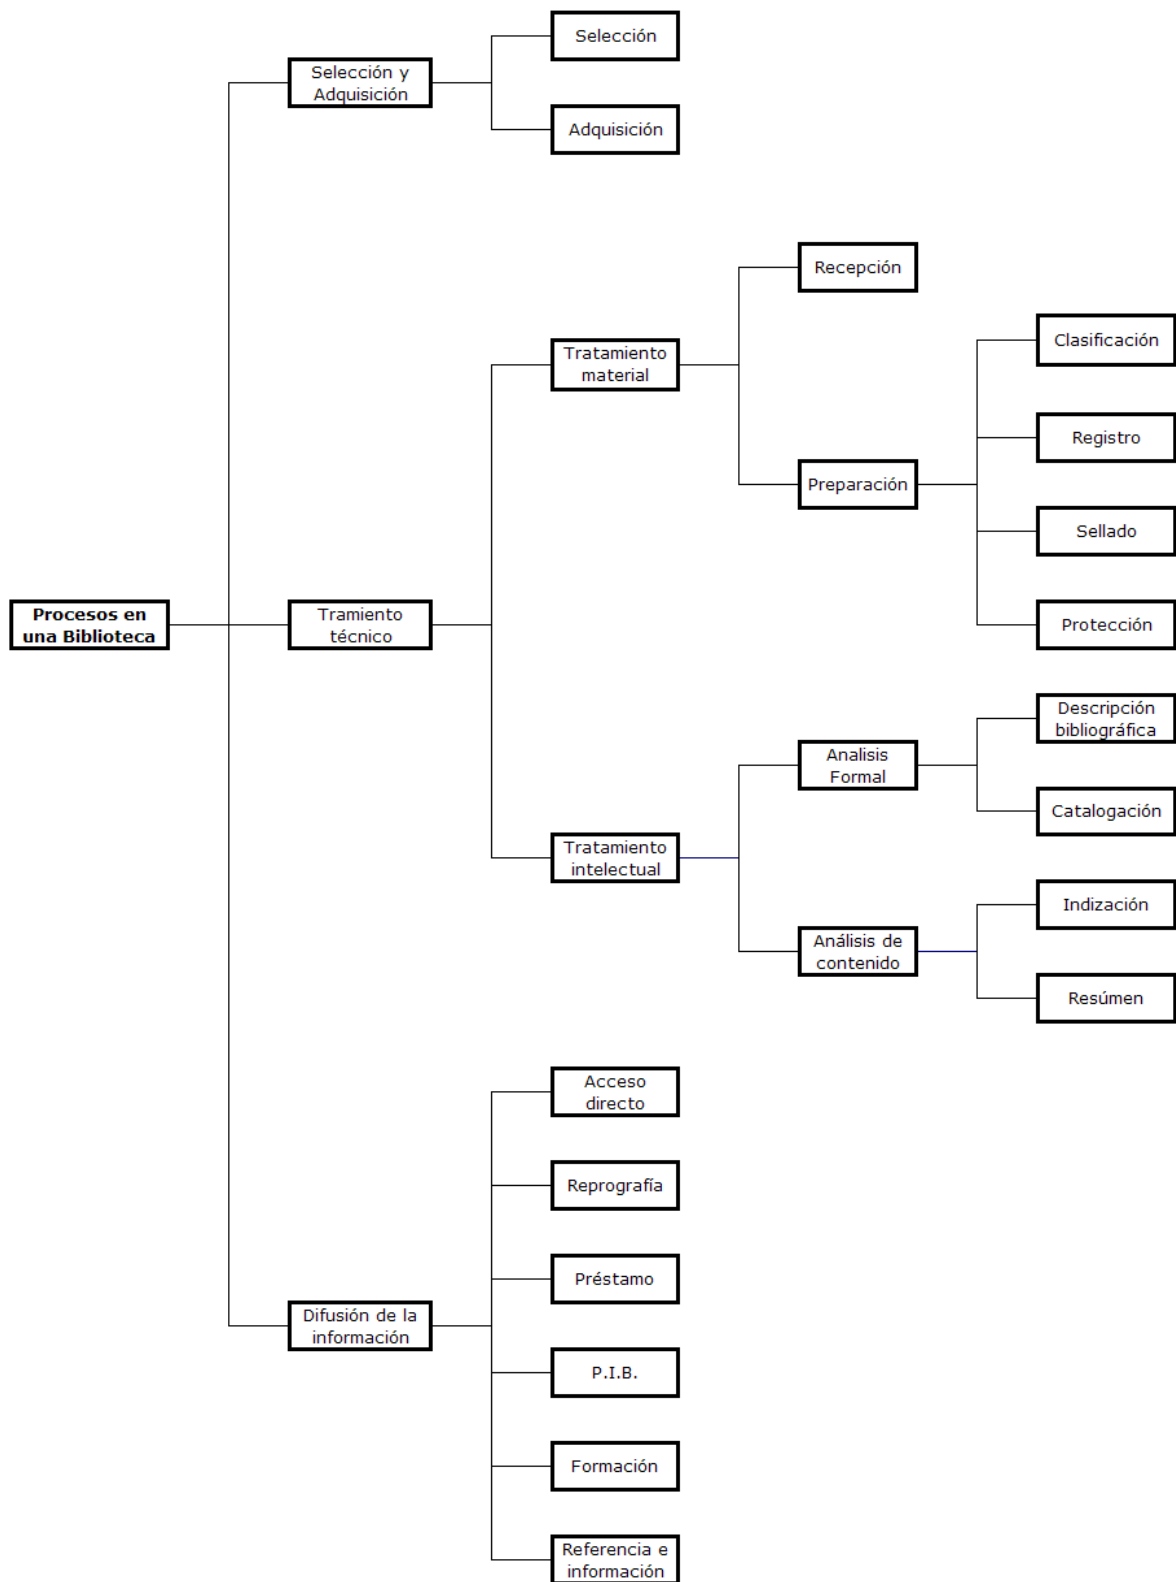 Selección
Selección y
Adquisición
Adquisición
Recepción
Clasificación
Tratamiento
material
Registro
Preparación
Sellado
Procesos en
una Biblioteca
Tramiento
técnico
Protección
Descripción
bibliográfica
Analisis
Formal
Catalogación
Tratamiento
intelectual
Indización
Análisis de
contenido
Resúmen
Acceso
directo
Reprografía
Préstamo
Difusión de la
información
P.I.B.
Formación
Referencia e
información